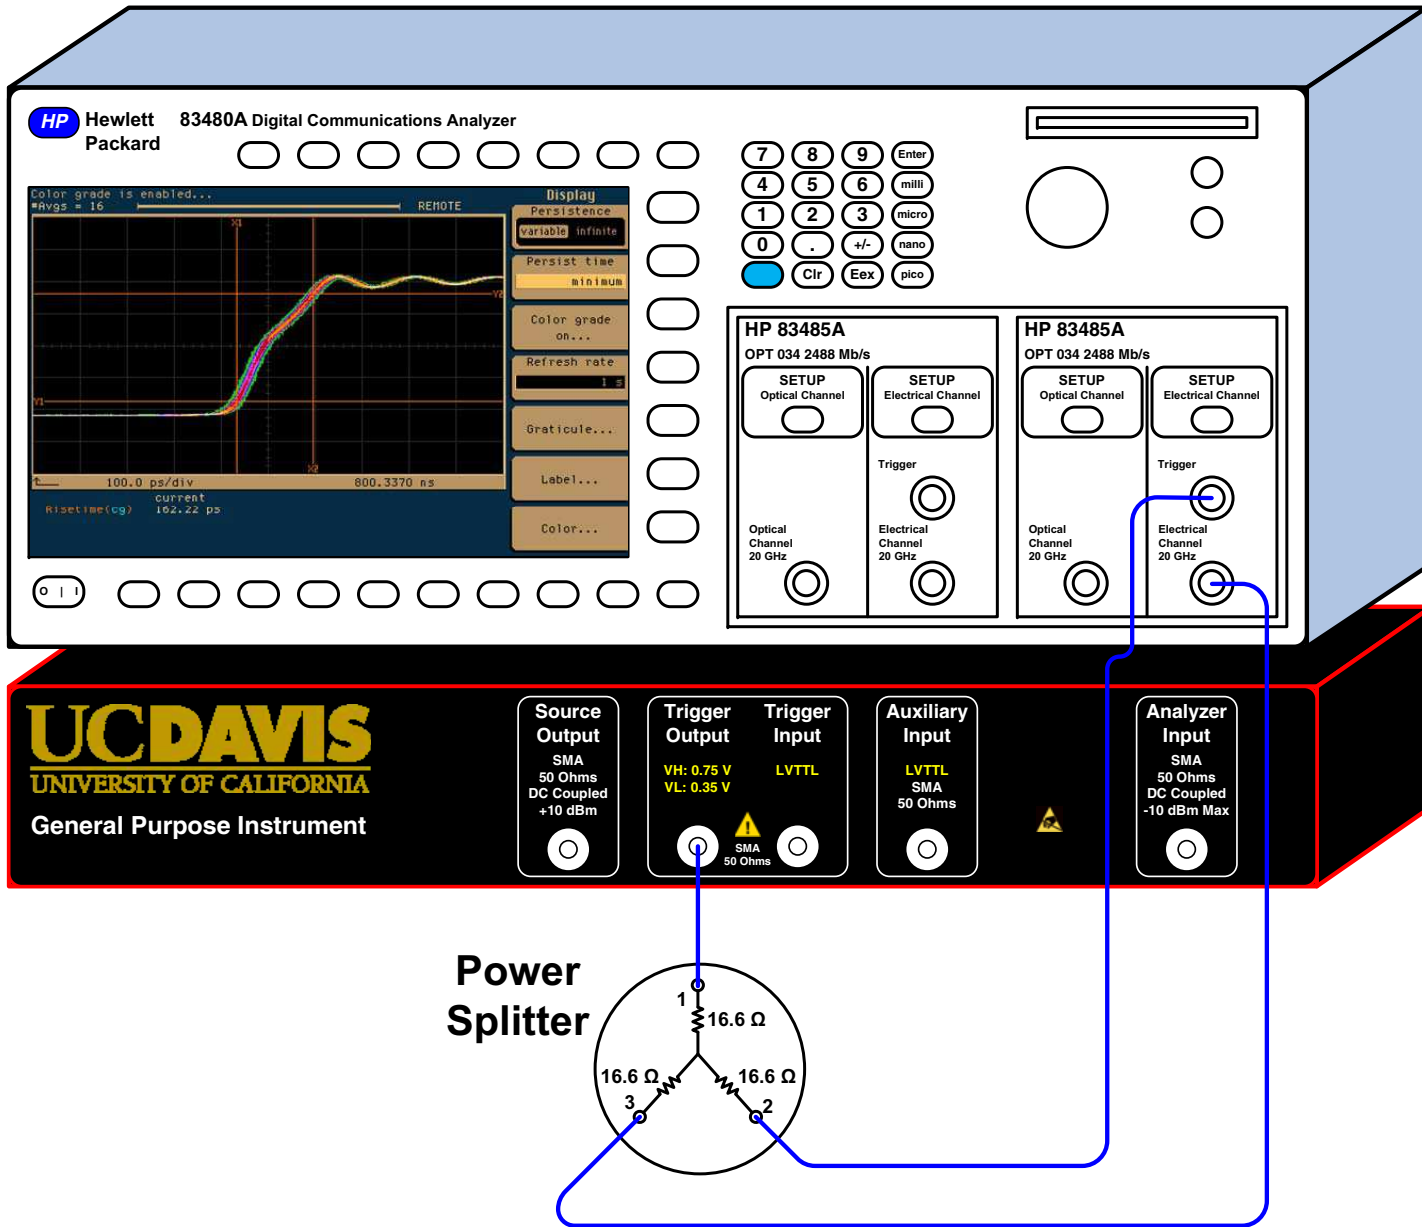 HP Hewlett Packard
83480A Digital Communications Analyzer
Color grade is enabled...
Avgs = 16
REMOTE
X1
Y2
Y1
X2
100.0 ps/div
800.3370 ns
current
Risetime(cg) 162.22 ps
Display
Persistence
variable infinite
Persist time
minimum
Color grade
on...
Refresh rate
1 s
Graticule...
Label...
Color...
O | I
7 8 9 Enter
4 5 6 milli
1 2 3 micro
0 . +/- nano
Clr Eex pico
HP 83485A
OPT 034 2488 Mb/s
SETUP
Optical Channel
SETUP
Electrical Channel
Trigger
Optical
Channel
20 GHz
Electrical
Channel
20 GHz
HP 83485A
OPT 034 2488 Mb/s
SETUP
Optical Channel
SETUP
Electrical Channel
Trigger
Optical
Channel
20 GHz
Electrical
Channel
20 GHz
UCDAVIS
UNIVERSITY OF CALIFORNIA
General Purpose Instrument
Source
Output
SMA
50 Ohms
DC Coupled
+10 dBm
Trigger
Output
VH: 0.75 V
VL: 0.35 V
Trigger
Input
LVTTL
!
SMA
50 Ohms
Auxiliary
Input
LVTTL
SMA
50 Ohms
Analyzer
Input
SMA
50 Ohms
DC Coupled
-10 dBm Max
Power
Splitter
1
16.6 Ω
16.6 Ω
16.6 Ω
3
2